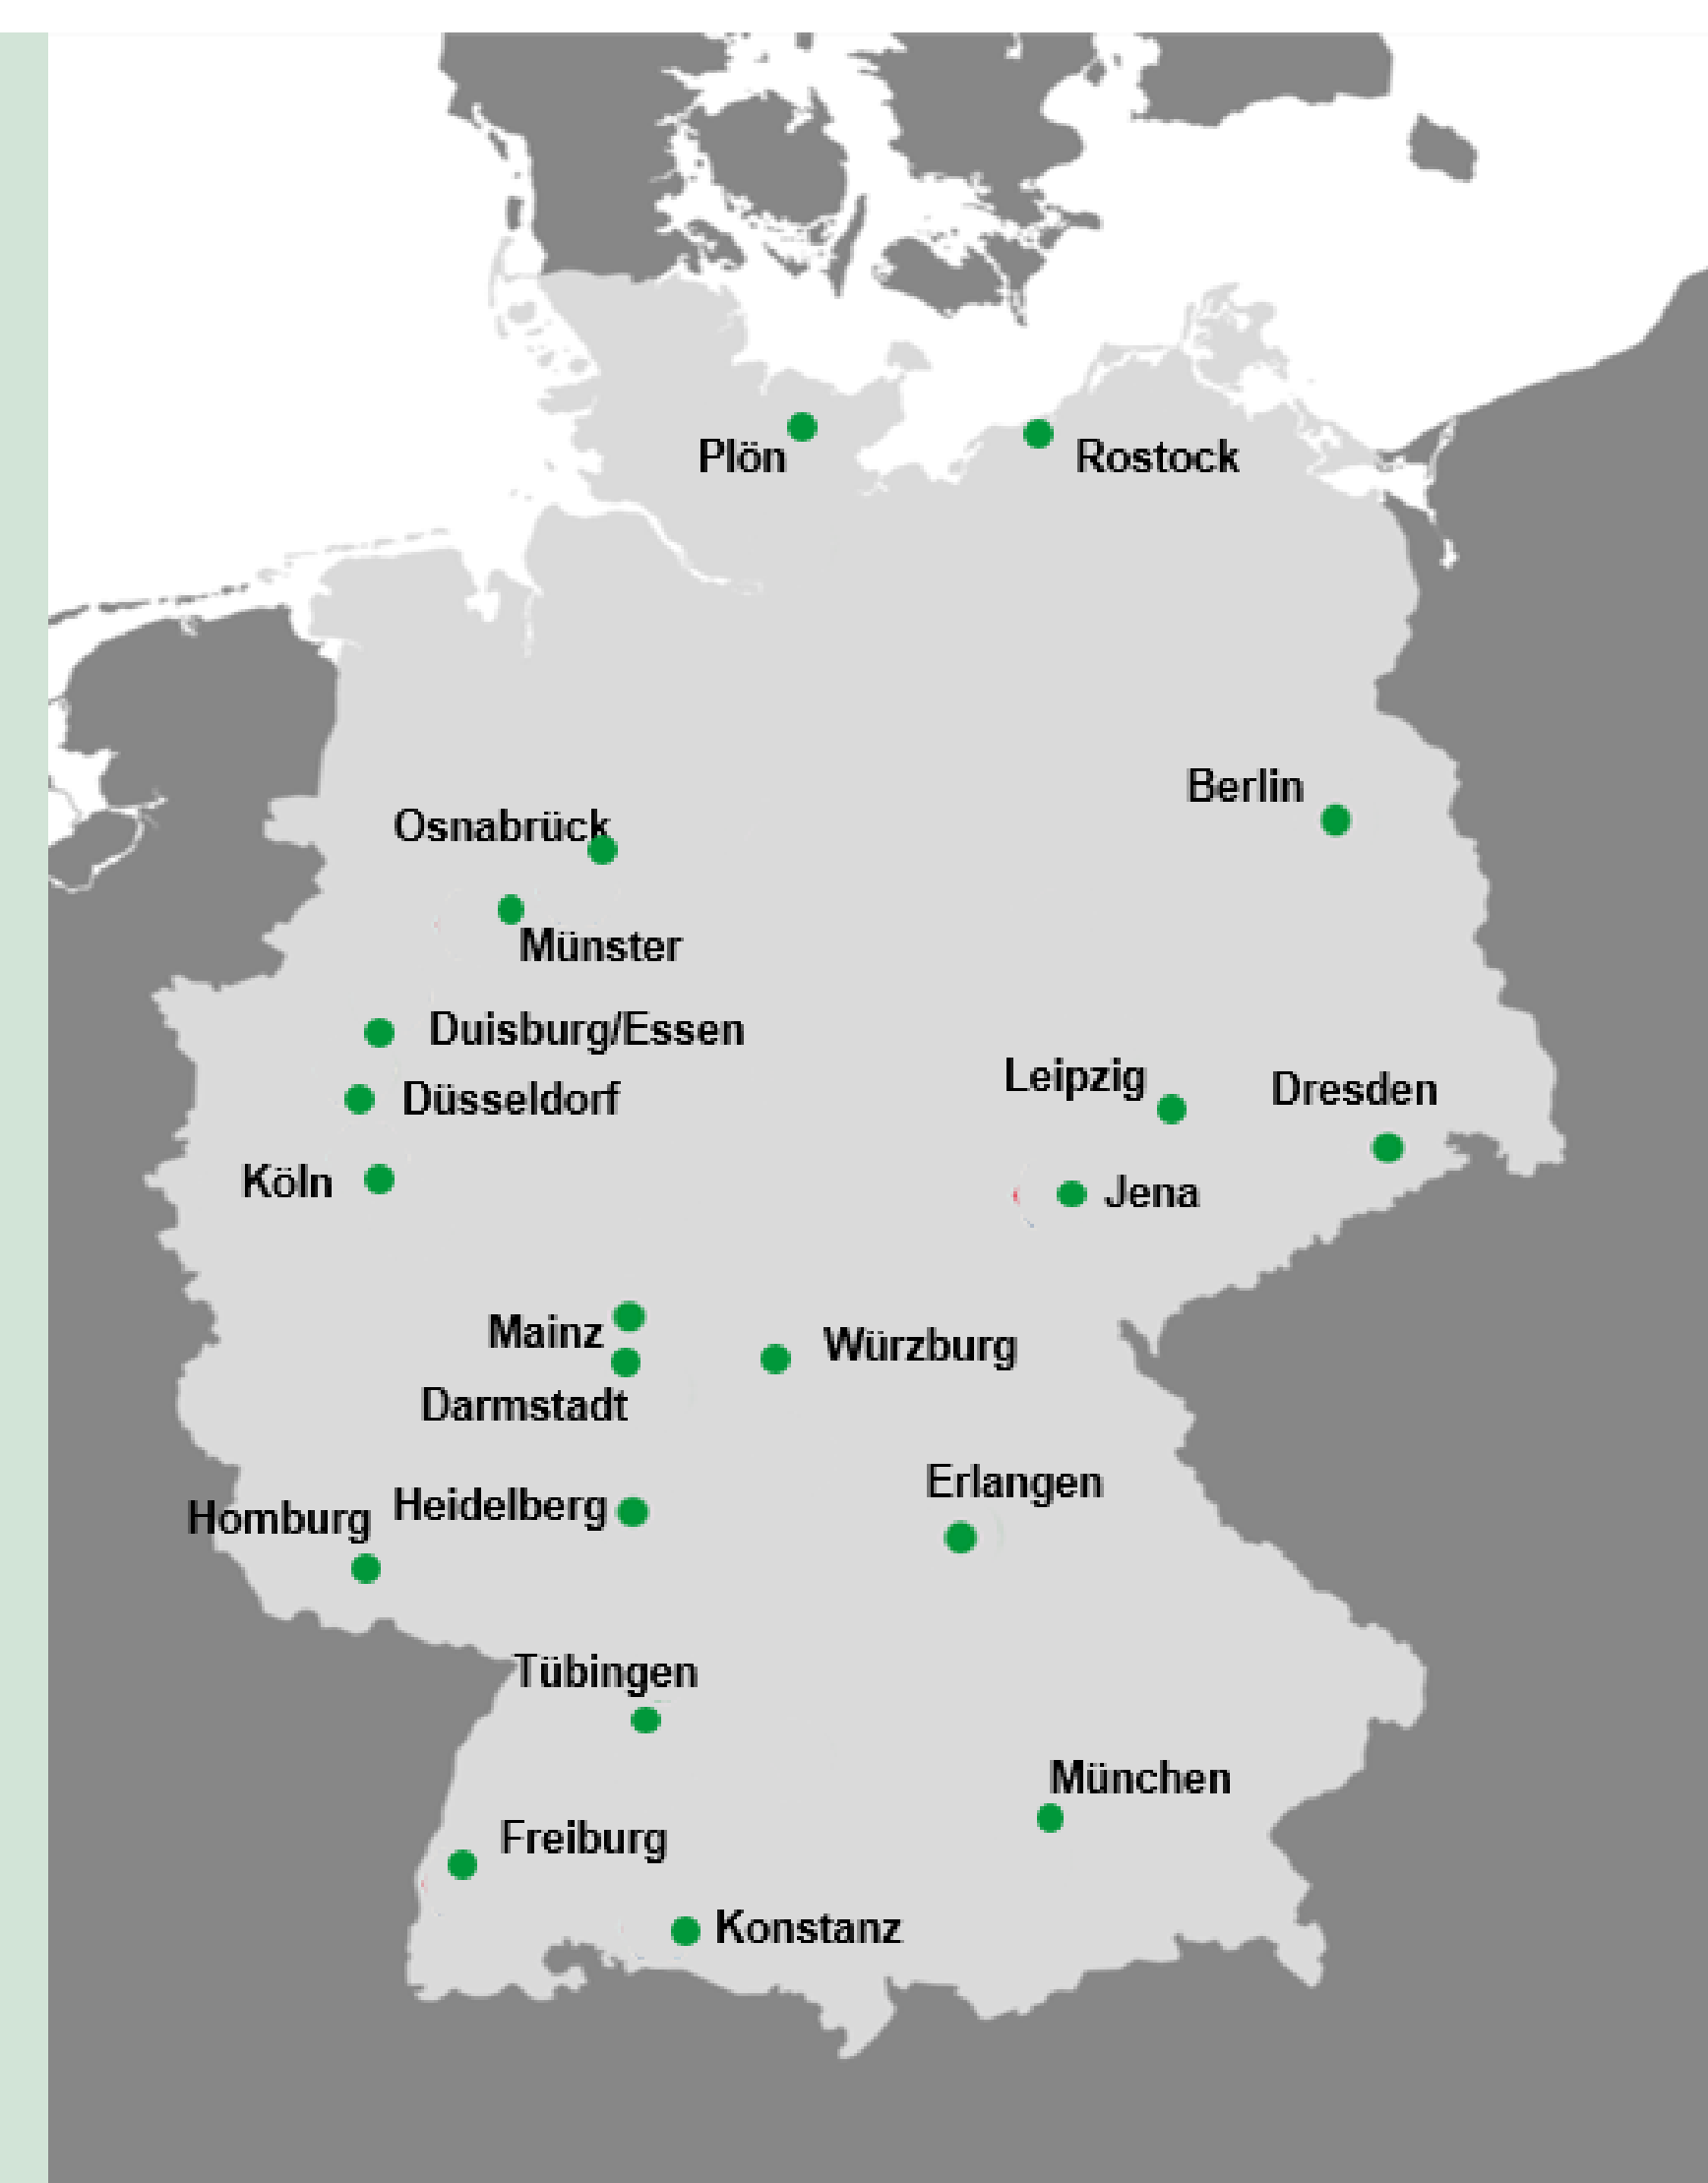 Plön
Rostock
Berlin
Osnabrück
Münster
Duisburg/Essen
Leipzig
Dresden
Düsseldorf
Köln
Jena
Mainz
Würzburg
Darmstadt
Erlangen
Heidelberg
Homburg
Tübingen
München
Freiburg
Konstanz